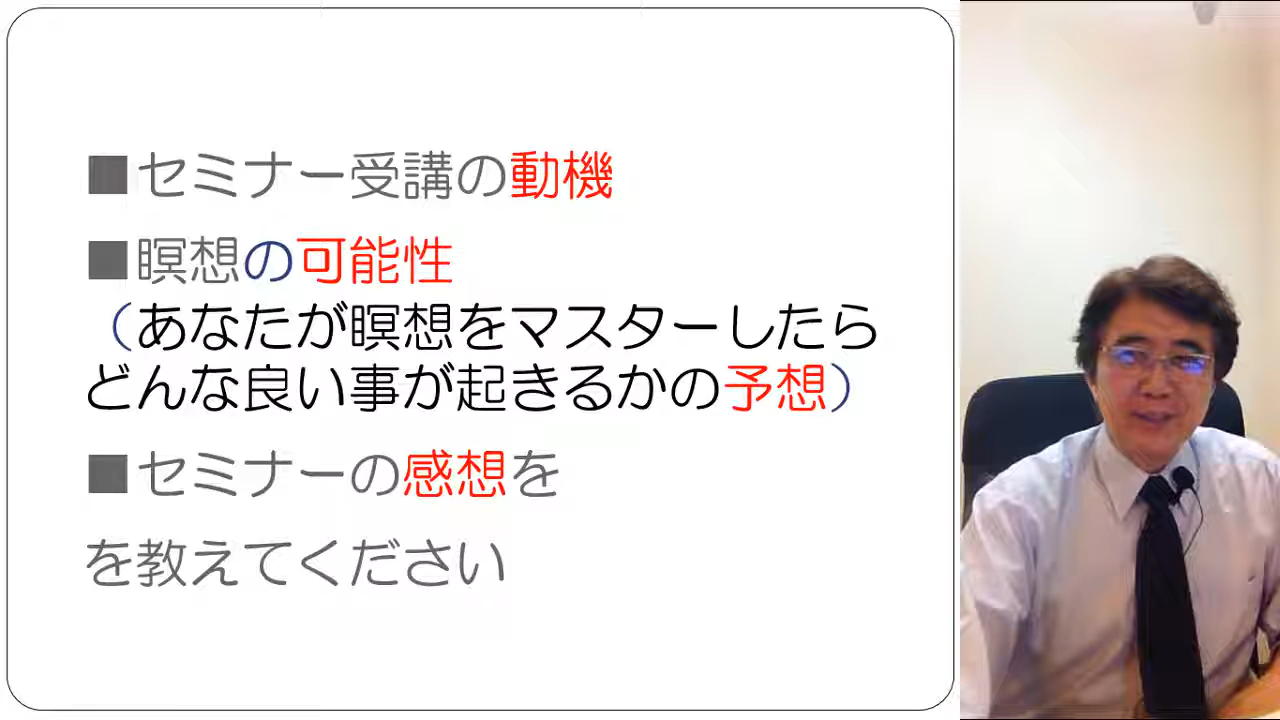 ■セミナー受講の動機
■瞑想の可能性
（あなたが瞑想をマスターしたら
どんな良い事が起きるかの予想）
■セミナーの感想を
を教えてください